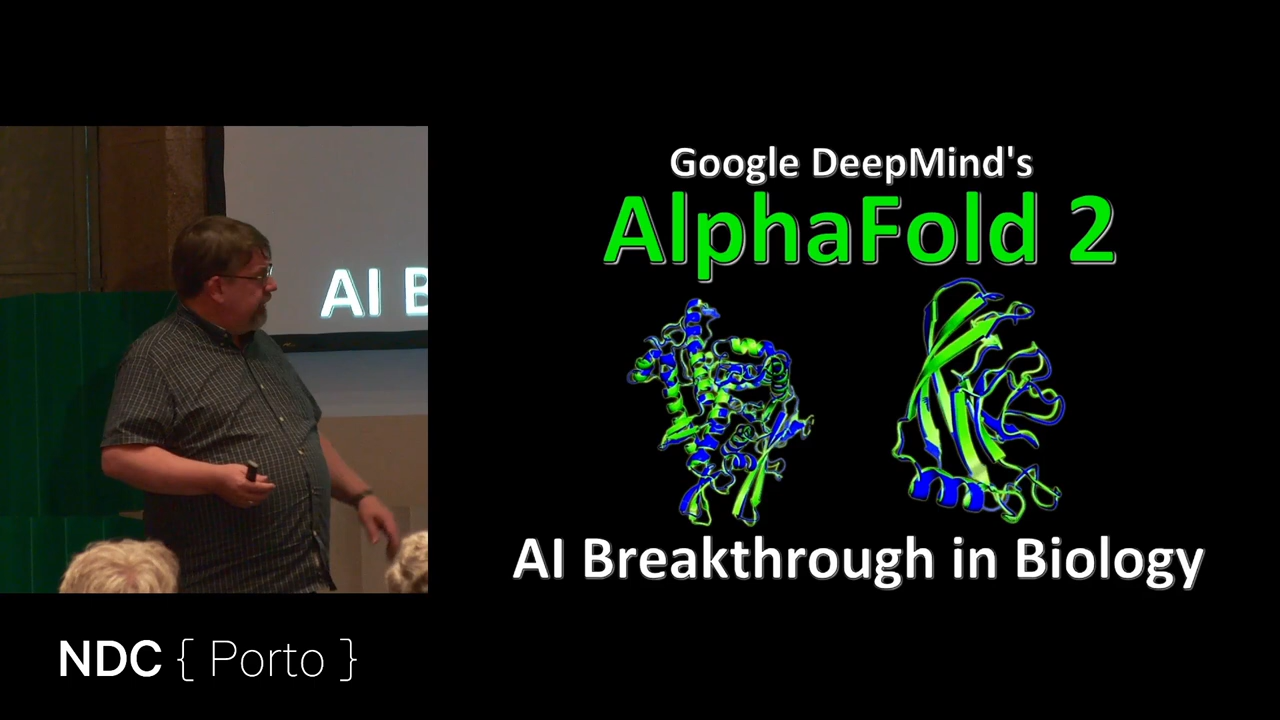 Google DeepMind's
AlphaFold 2
AI B
AI Breakthrough in Biology
NDC { Porto }